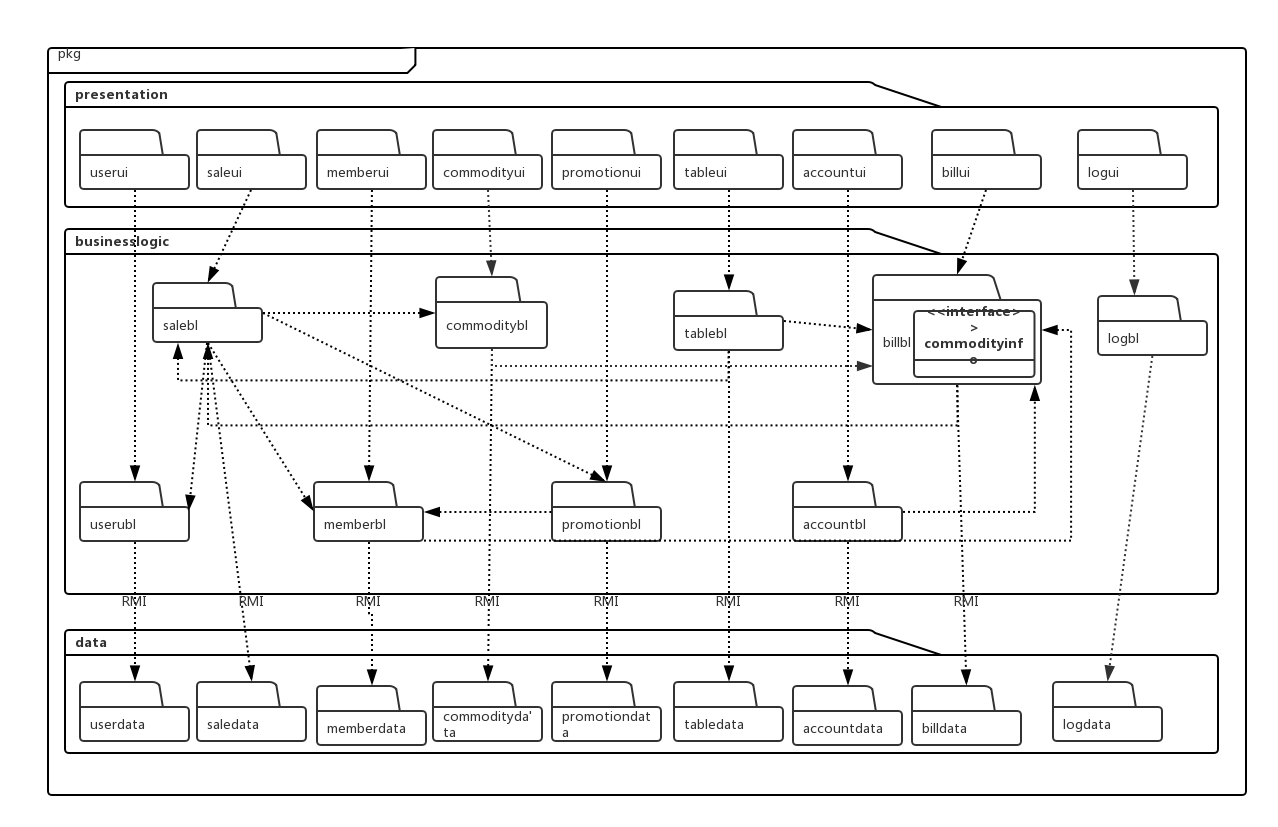 pkg
presentation
userui
saleui
memberui
commodityui
promotionui
tableui
accountui
billui
logui
businesslogic
salebl
commoditybl
tablebl
billbl
<<interface>
>
commodityinf
o
logbl
userubl
memberbl
promotionbl
accountbl
RMI
RMI
RMI
RMI
RMI
RMI
RMI
RMI
data
userdata
saledata
memberdata
commodityda'
ta
promotiondat
a
tabledata
accountdata
billdata
logdata